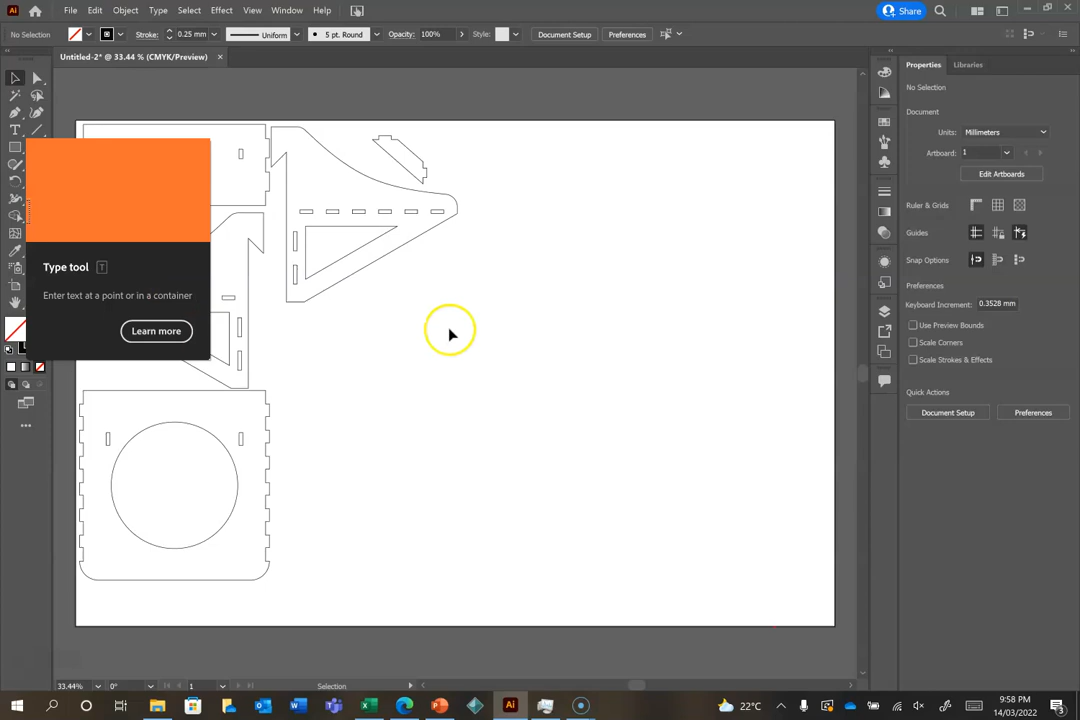 Ai File Edit Object Type Select Effect View Window Help Share
No Selection Stroke: 0.25 mm Uniform 5 pt. Round Opacity: 100% Style: Document Setup Preferences
Untitled-2* @ 33.44 % (CMYK/Preview) ×
Type tool T
Enter text at a point or in a container
Learn more
Properties Libraries
No Selection
Document
Units: Millimeters
Artboard: 1
Edit Artboards
Ruler & Grids
Guides
Snap Options
Preferences
Keyboard Increment: 0.3528 mm
Use Preview Bounds
Scale Corners
Scale Strokes & Effects
Quick Actions
Document Setup Preferences
33.44% 0° 1 Selection
22°C 9:58 PM
14/03/2022